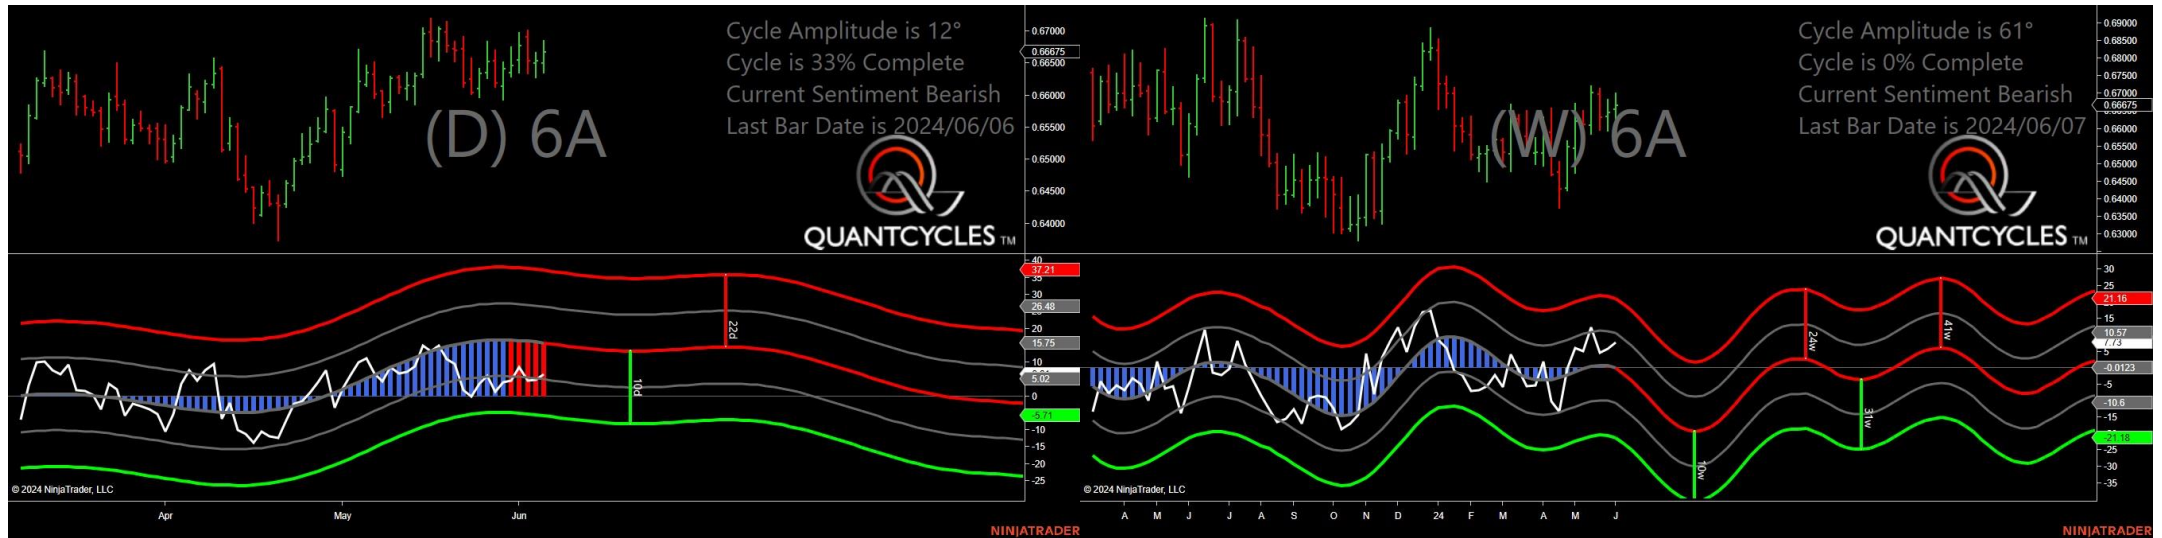 Cycle Amplitude is 12°
Cycle is 33% Complete
Current Sentiment Bearish
Last Bar Date is 2024/06/06
(D) 6A
QUANTCYCLES TM
0.67000
0.66675
0.66500
0.66000
0.65500
0.65000
0.64500
0.64000
40
37.21
35
30
26.48
20
15.75
10
5.02
0
-5.71
-10
-15
-20
-25
22d
10d
© 2024 NinjaTrader, LLC
Apr May Jun
NINJATRADER
Cycle Amplitude is 61°
Cycle is 0% Complete
Current Sentiment Bearish
Last Bar Date is 2024/06/07
(W) 6A
QUANTCYCLES TM
0.69000
0.68500
0.68000
0.67500
0.67000
0.66675
0.66000
0.65500
0.65000
0.64500
0.64000
0.63500
0.63000
30
25
21.16
15
10.57
7.73
5
-0.0123
-5
-10.6
-15
-21.18
-25
-30
-35
24w
41w
31w
10w
© 2024 NinjaTrader, LLC
A M J J A S O N D 24 F M A M J
NINJATRADER